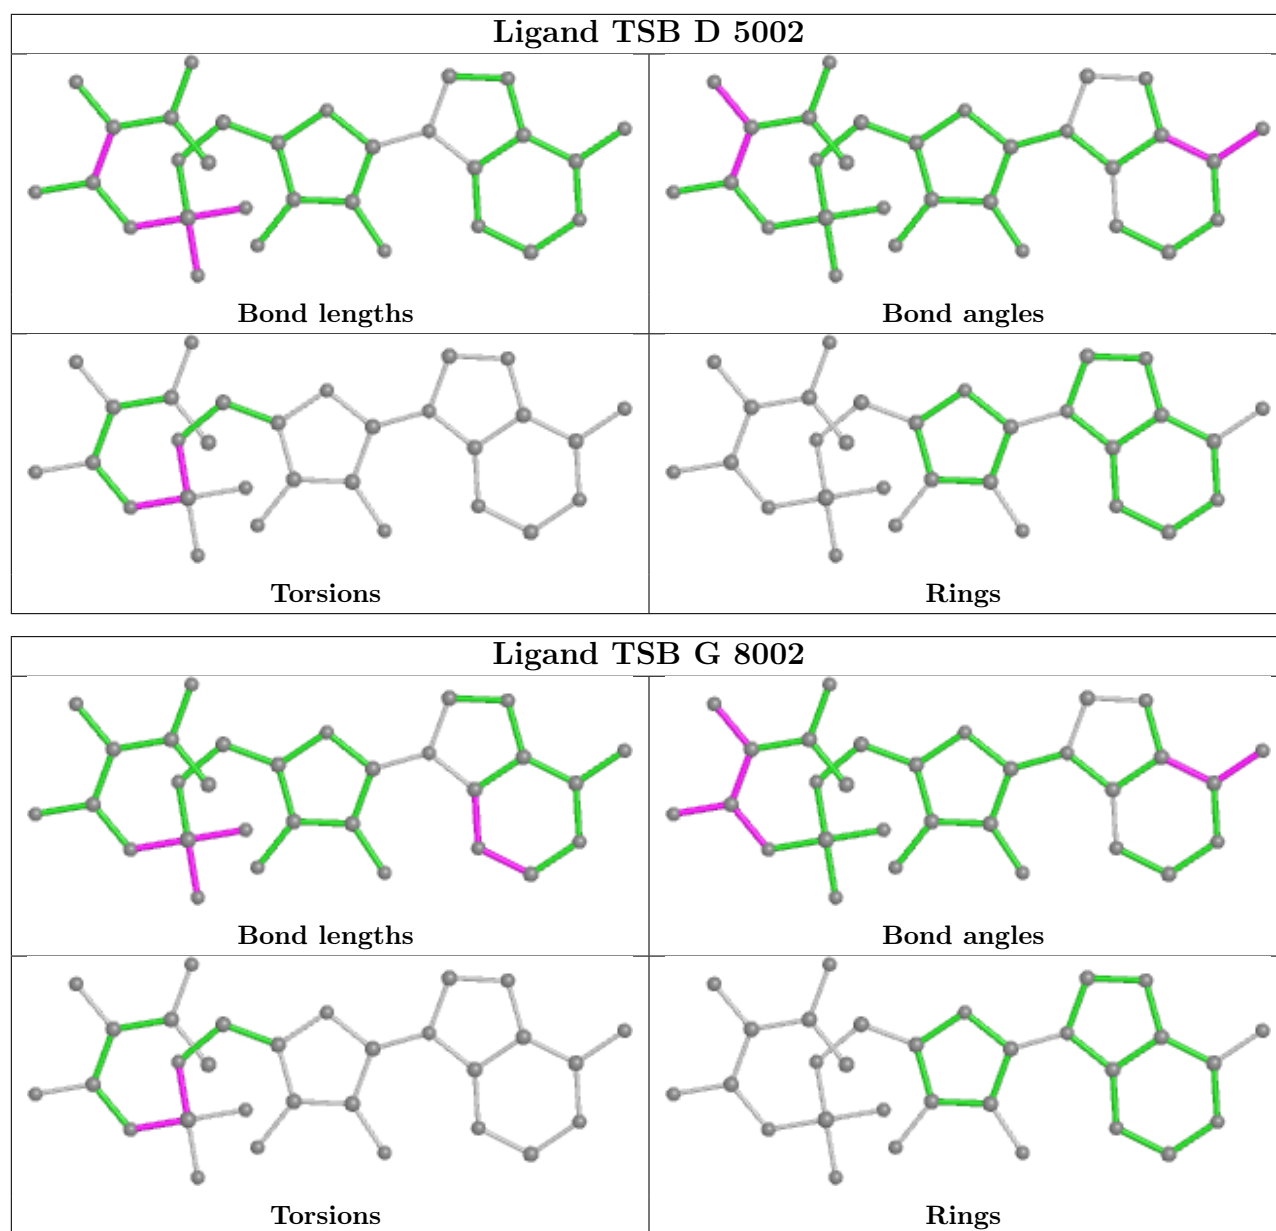 Ligand TSB D 5002
Bond lengths
Bond angles
Torsions
Rings
Ligand TSB G 8002
Bond lengths
Bond angles
Torsions
Rings